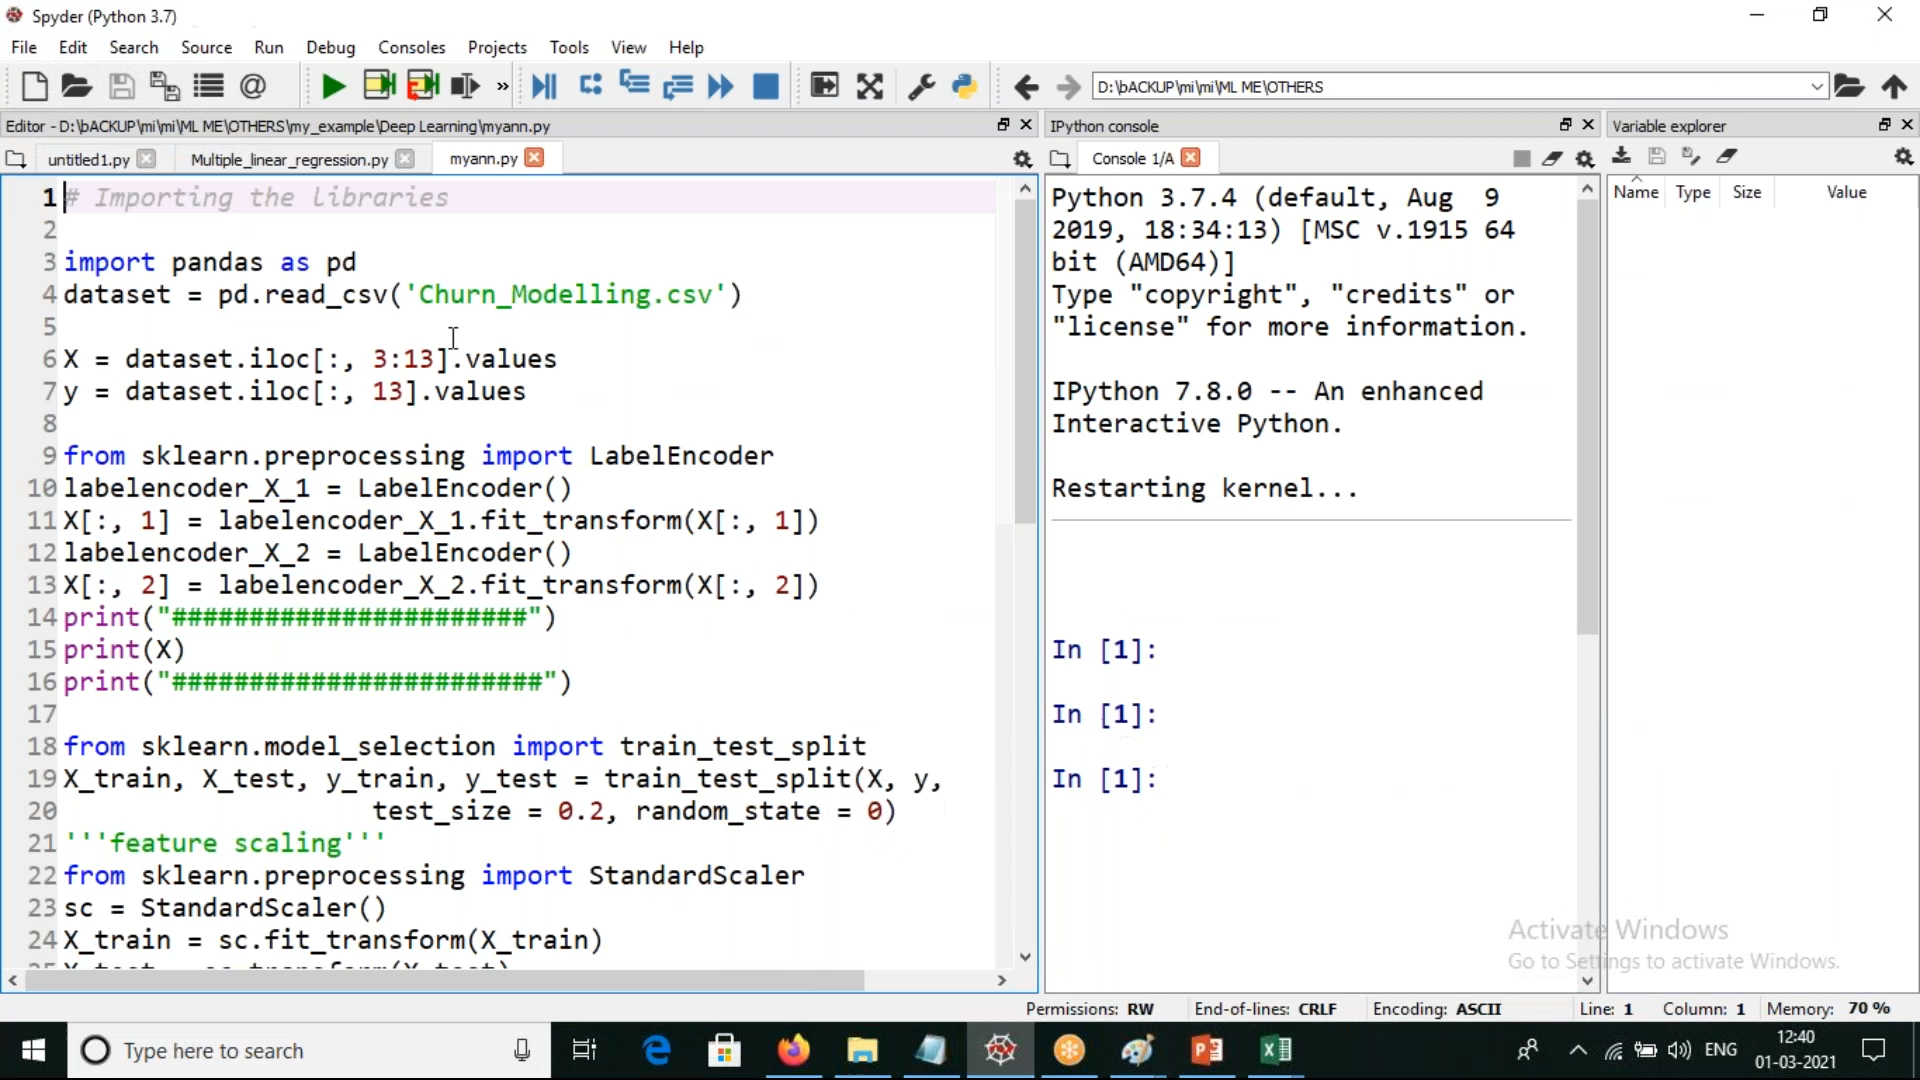 Spyder (Python 3.7)
File Edit Search Source Run Debug Consoles Projects Tools View Help
D:\bACKUP\mi\mi\ML ME\OTHERS
Editor - D:\bACKUP\mi\mi\ML ME\OTHERS\my_example\Deep Learning\myann.py
untitled1.py Multiple_linear_regression.py myann.py
1 # Importing the libraries
2
3 import pandas as pd
4 dataset = pd.read_csv('Churn_Modelling.csv')
5
6 X = dataset.iloc[:, 3:13].values
7 y = dataset.iloc[:, 13].values
8
9 from sklearn.preprocessing import LabelEncoder
10 labelencoder_X_1 = LabelEncoder()
11 X[:, 1] = labelencoder_X_1.fit_transform(X[:, 1])
12 labelencoder_X_2 = LabelEncoder()
13 X[:, 2] = labelencoder_X_2.fit_transform(X[:, 2])
14 print("#######################")
15 print(X)
16 print("########################")
17
18 from sklearn.model_selection import train_test_split
19 X_train, X_test, y_train, y_test = train_test_split(X, y,
20 test_size = 0.2, random_state = 0)
21 '''feature scaling'''
22 from sklearn.preprocessing import StandardScaler
23 sc = StandardScaler()
24 X_train = sc.fit_transform(X_train)
IPython console
Console 1/A
Python 3.7.4 (default, Aug 9
2019, 18:34:13) [MSC v.1915 64
bit (AMD64)]
Type "copyright", "credits" or
"license" for more information.
IPython 7.8.0 -- An enhanced
Interactive Python.
Restarting kernel...
In [1]:
In [1]:
In [1]:
Variable explorer
Name Type Size Value
Activate Windows
Go to Settings to activate Windows.
Permissions: RW End-of-lines: CRLF Encoding: ASCII Line: 1 Column: 1 Memory: 70 %
Type here to search
ENG
12:40
01-03-2021